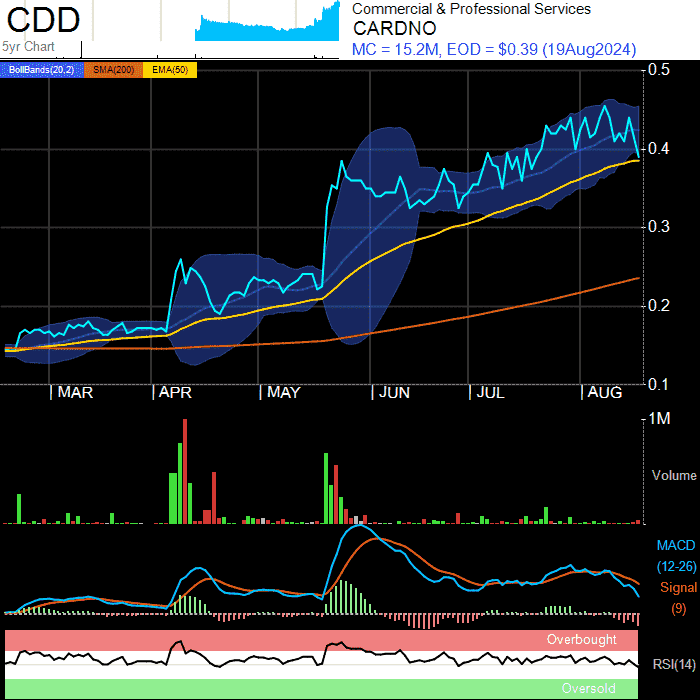 CDD
5yr Chart
Commercial & Professional Services
CARDNO
MC = 15.2M, EOD = $0.39 (19Aug2024)
BollBands(20,2) SMA(200) EMA(50)
0.5
0.4
0.3
0.2
0.1
MAR APR MAY JUN JUL AUG
1M
Volume
MACD
(12-26)
Signal
(9)
Overbought
RSI(14)
Oversold